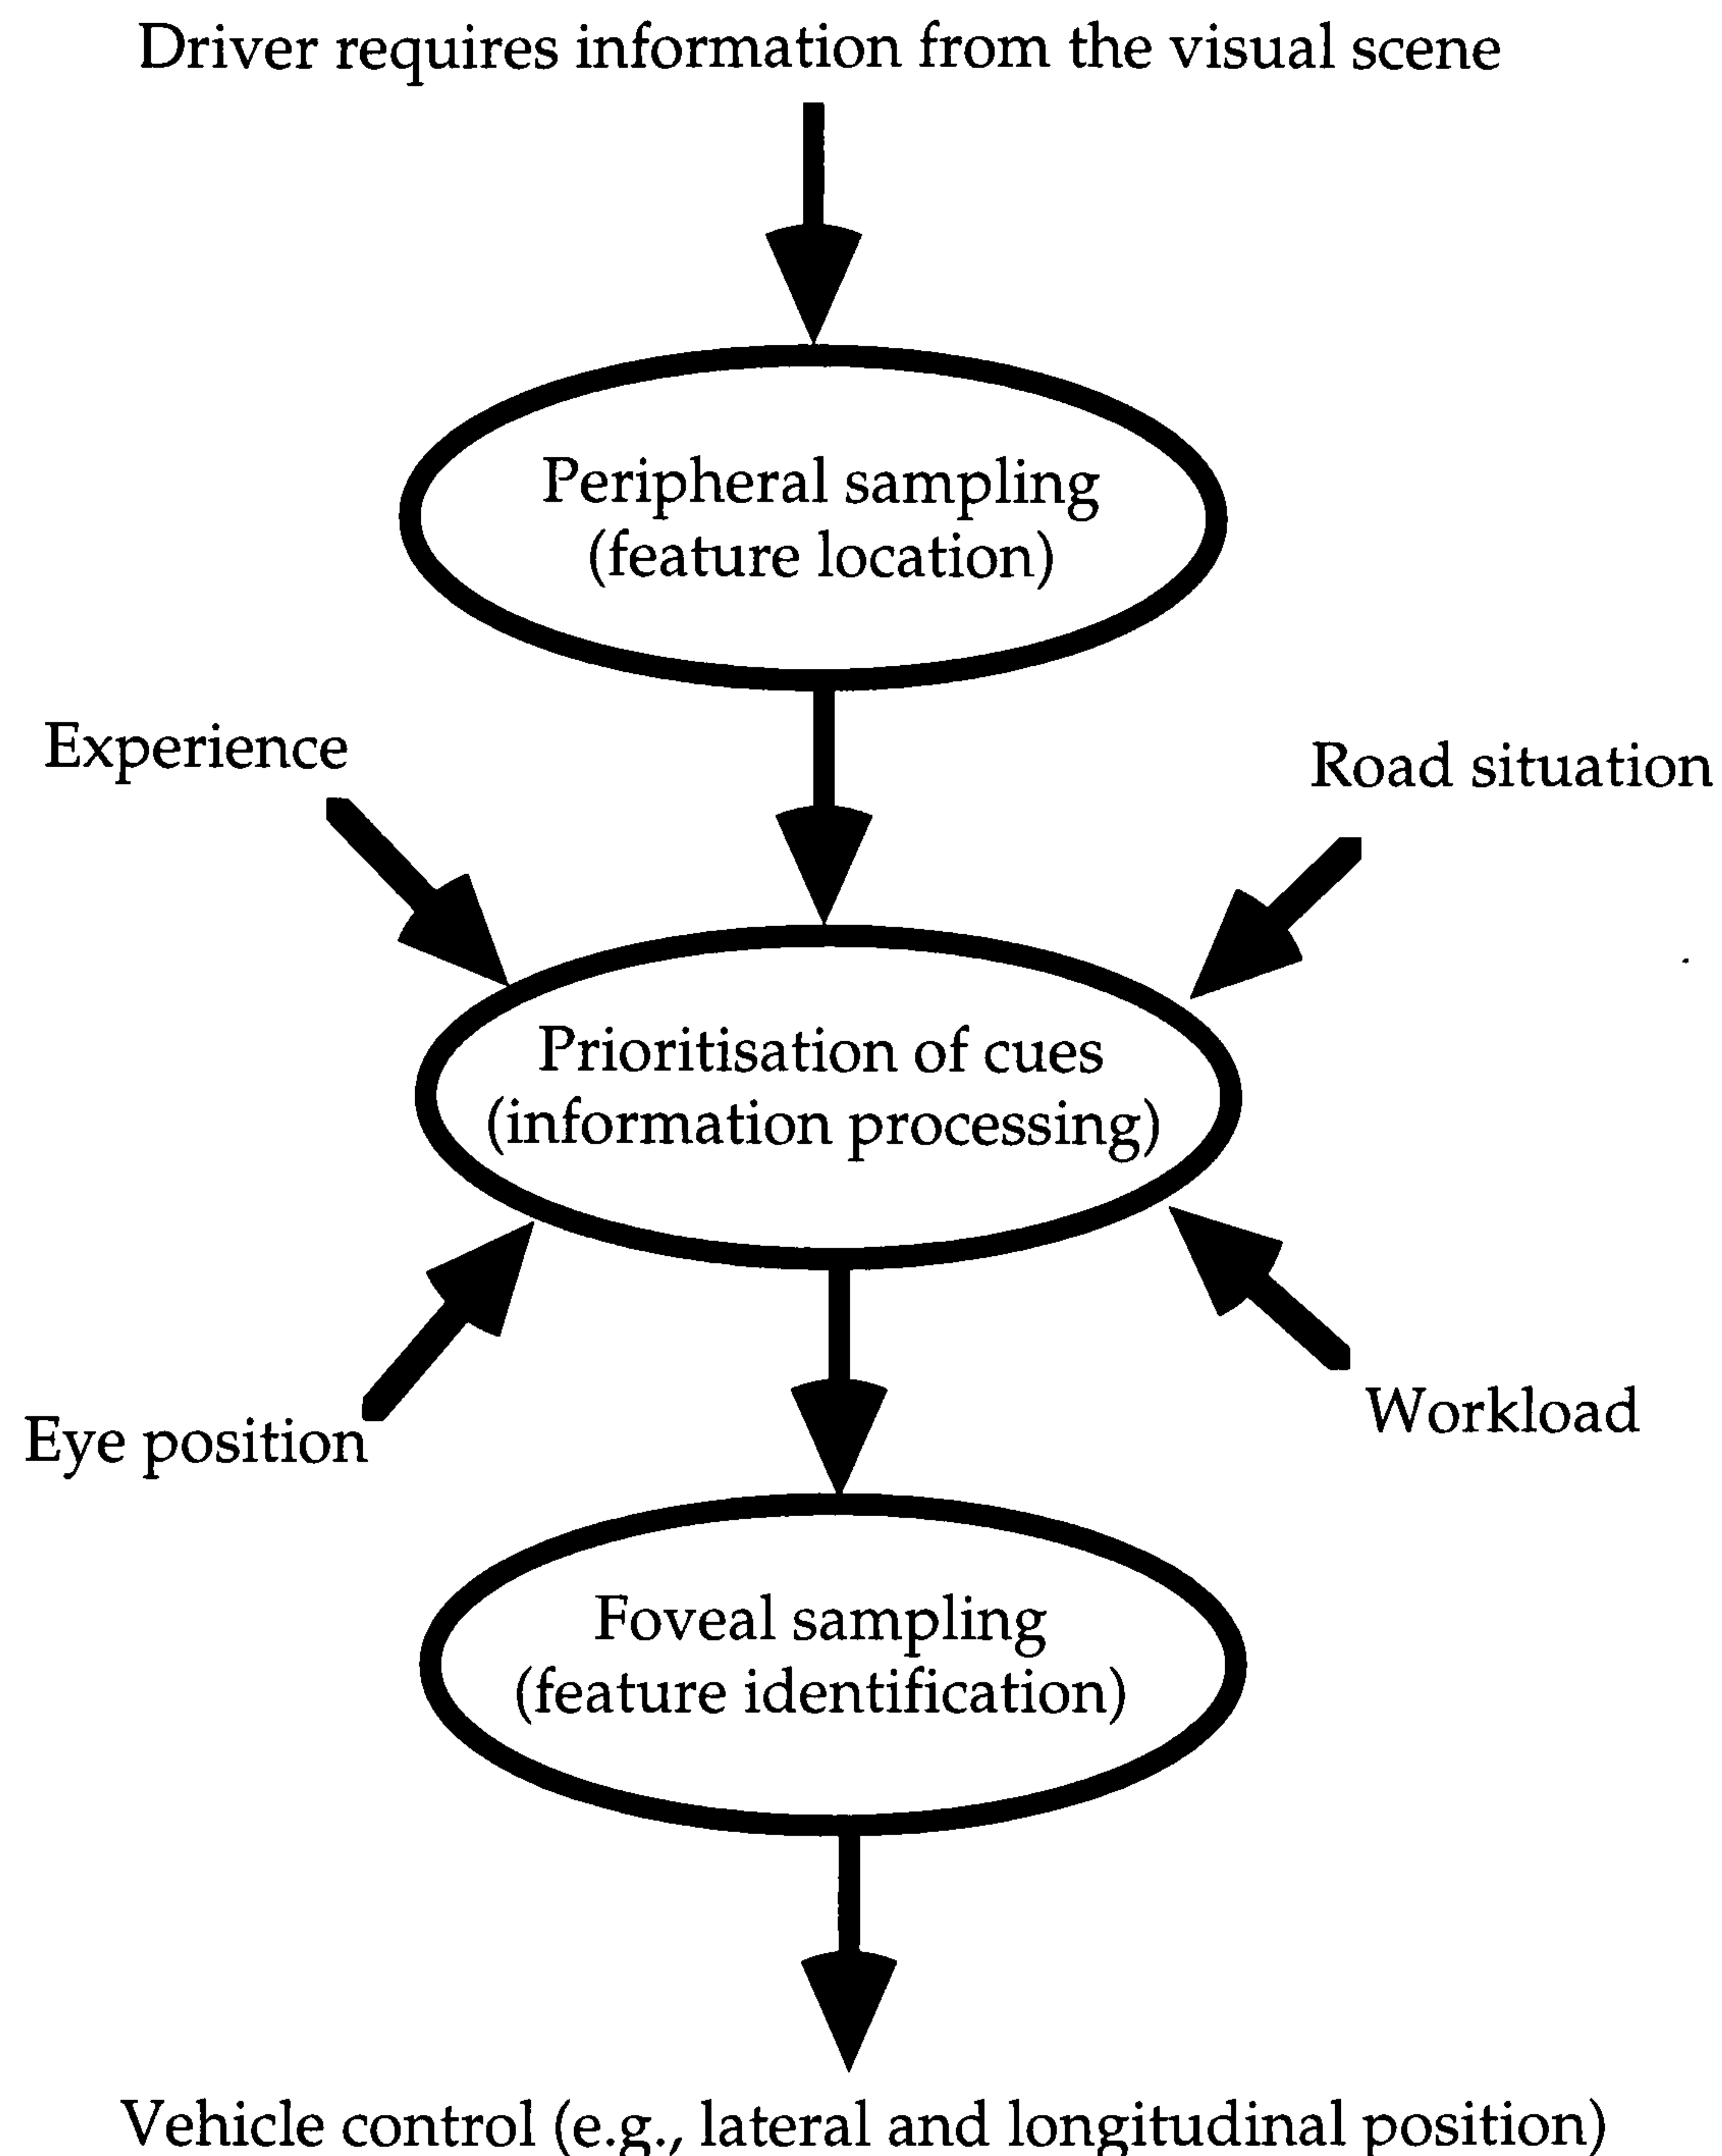 Driver requires information from the visual scene
Peripheral sampling
(feature location)
Experience
Road situation
Prioritisation of cues
(information processing)
Eye position
Workload
Foveal sampling
(feature identification)
Vehicle control (e.g., lateral and longitudinal position)